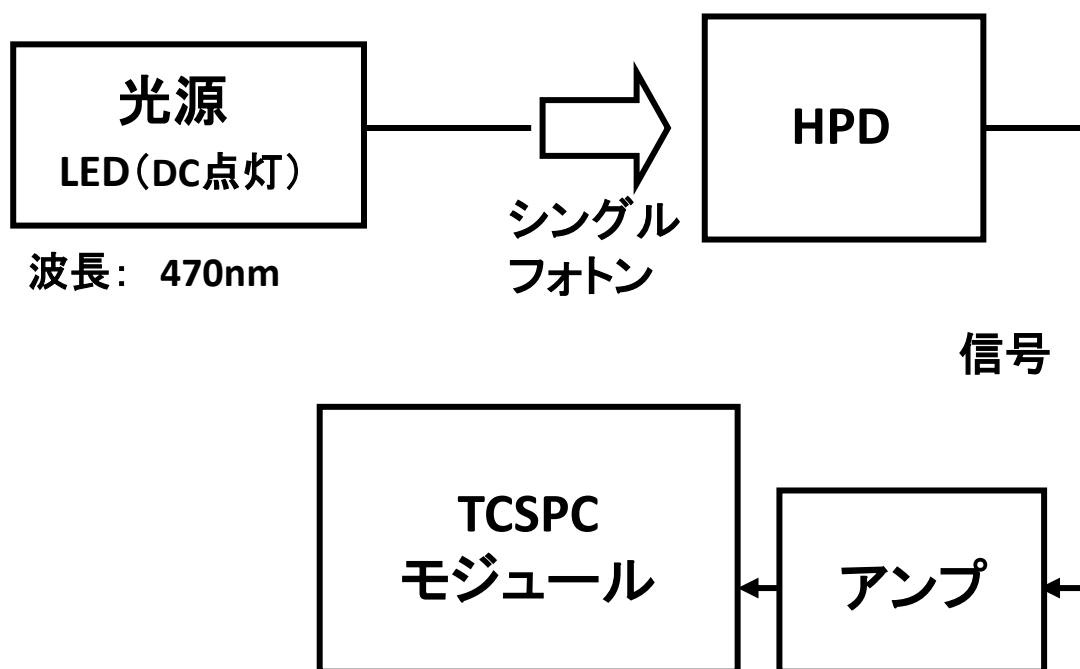 光源
LED（DC点灯）
波長： 470nm
シングル
フォトン
HPD
信号
TCSPC
モジュール
アンプ